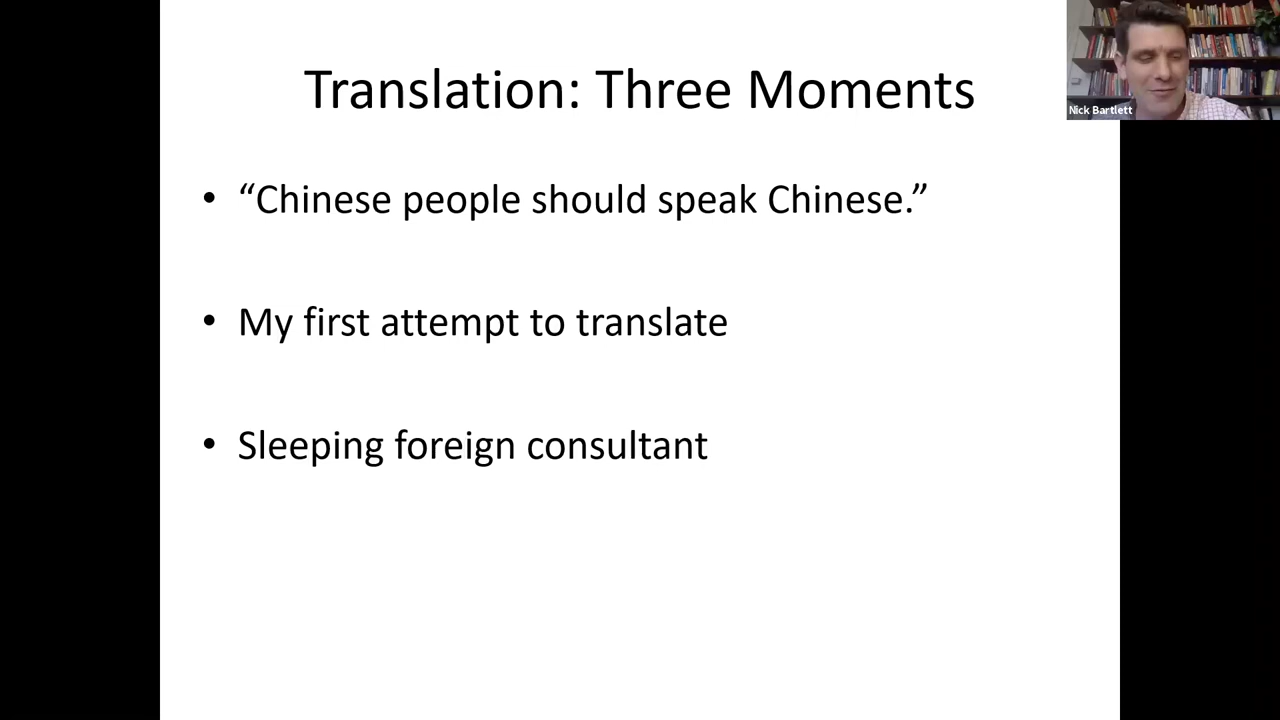 Translation: Three Moments
Nick Bartlett
• “Chinese people should speak Chinese.”
• My first attempt to translate
• Sleeping foreign consultant